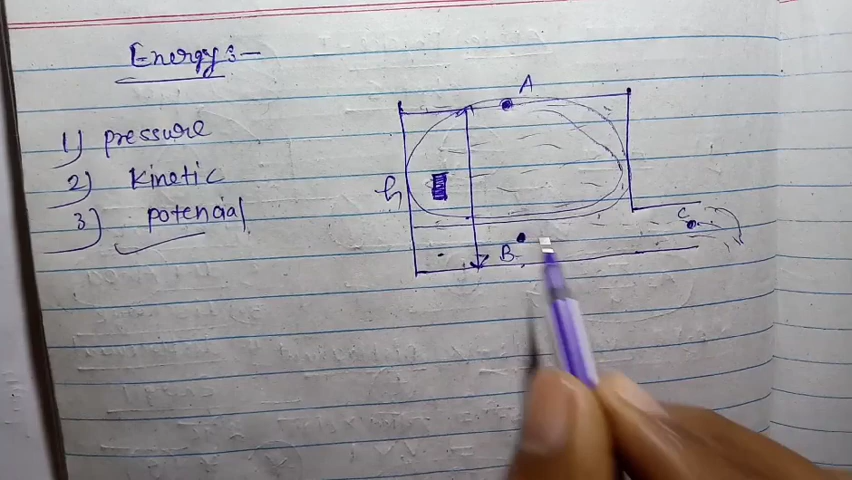 Energy :-
1) pressure
2) kinetic
3) potencial
A
h
B
C